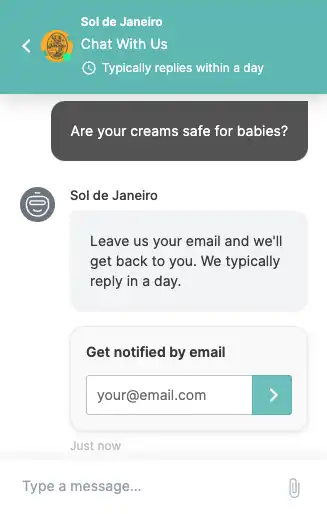 Sol de Janeiro
Chat With Us
Typically replies within a day
Are your creams safe for babies?
Sol de Janeiro
Leave us your email and we'll
get back to you. We typically
reply in a day.
Get notified by email
your@email.com
Just now
Type a message...